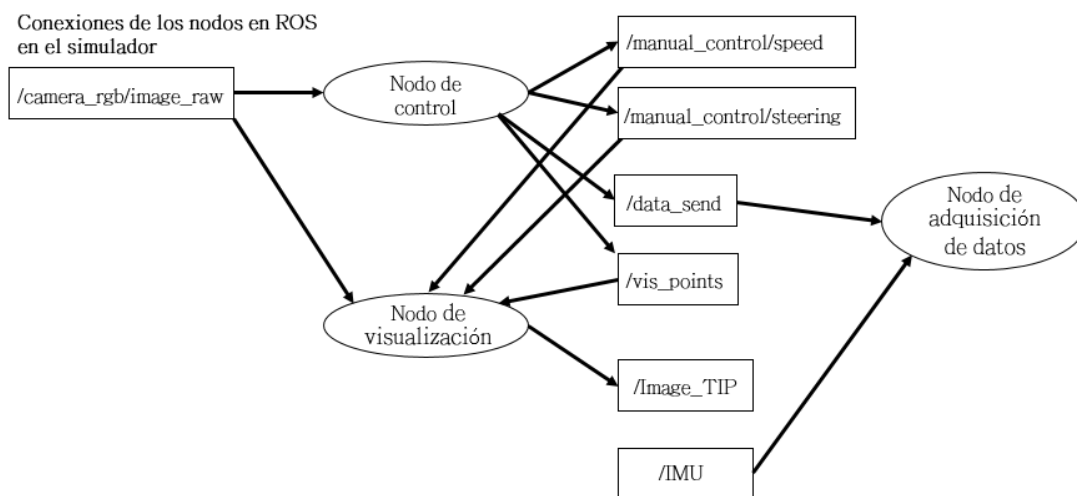 Conexiones de los nodos en ROS
en el simulador
/camera_rgb/image_raw
Nodo de
control
/manual_control/speed
/manual_control/steering
/data_send
/vis_points
Nodo de
adquisición
de datos
Nodo de
visualización
/Image_TIP
/IMU